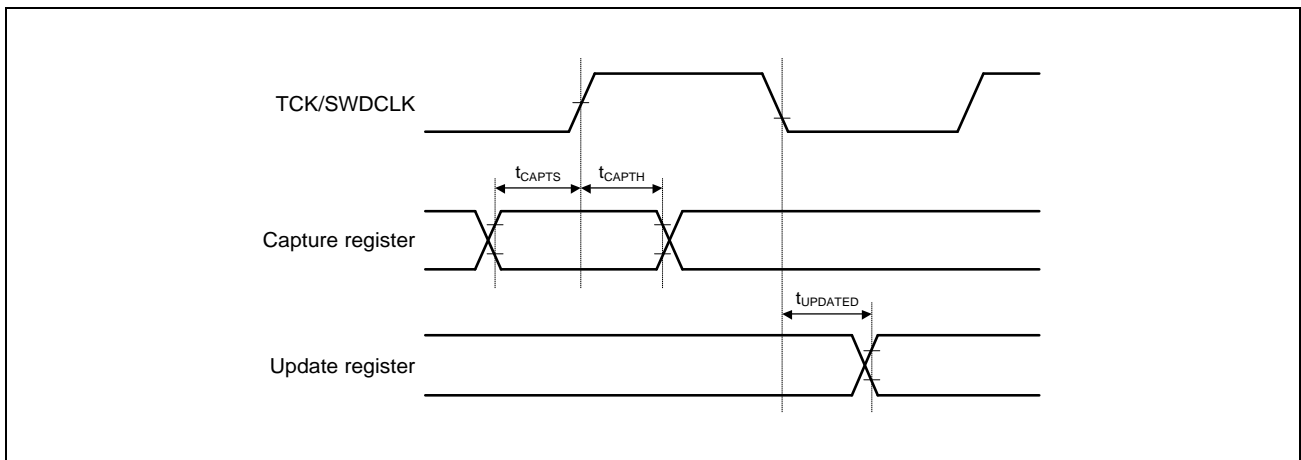 TCK/SWDCLK
tCAPTS
tCAPTH
Capture register
tUPDATED
Update register